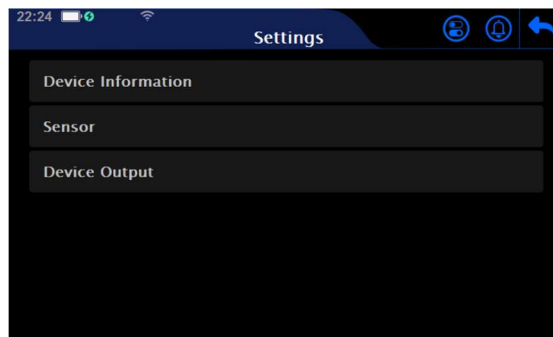 22:24
Settings
Device Information
Sensor
Device Output